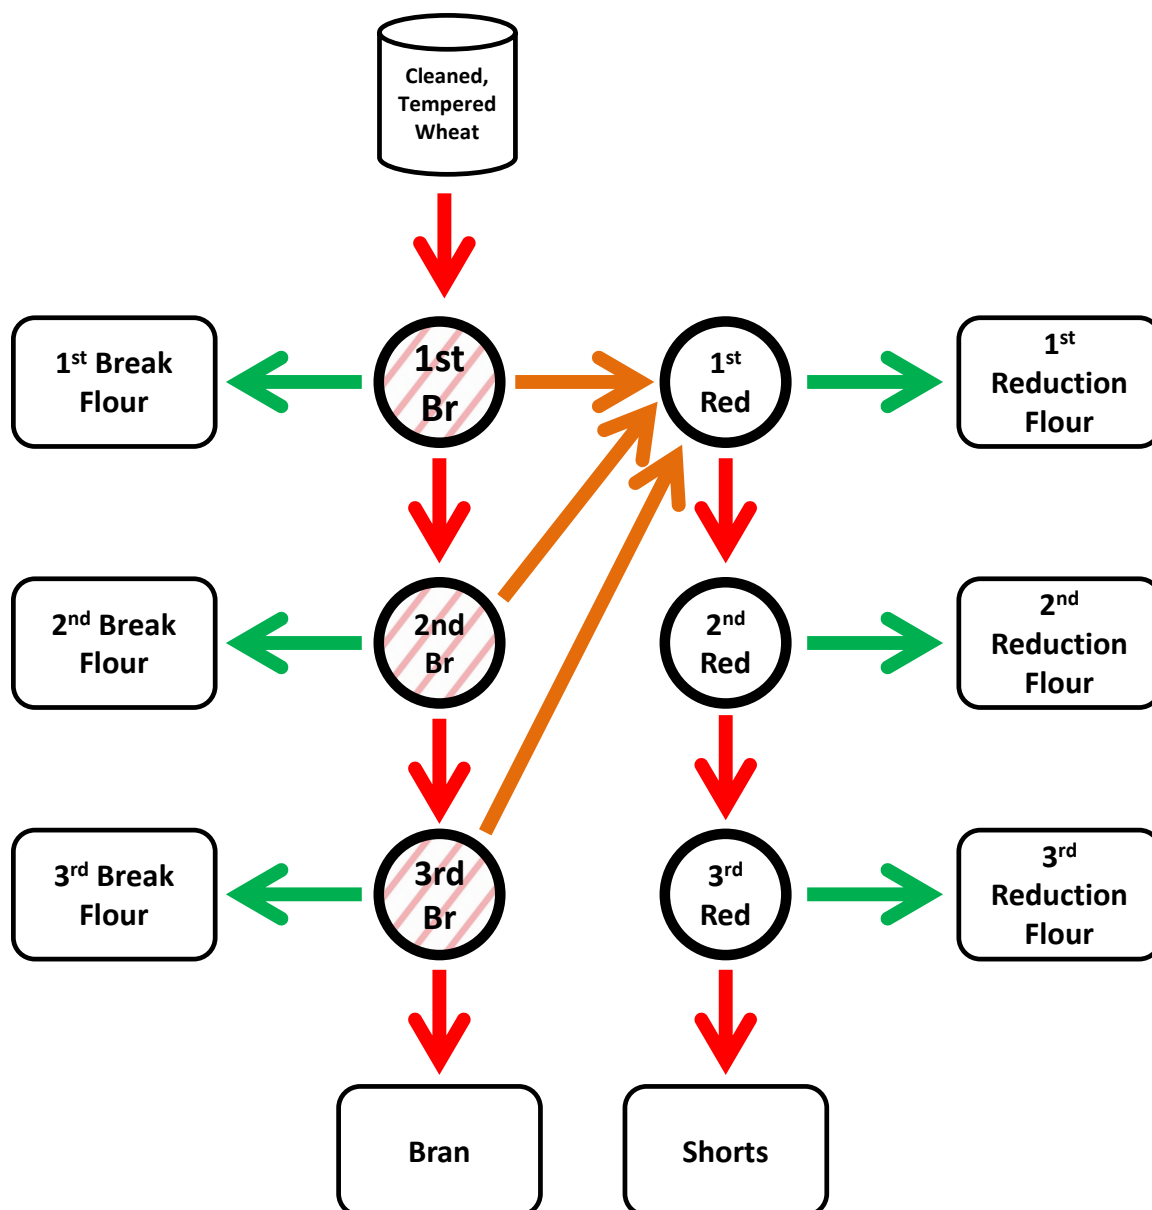 Cleaned,
Tempered
Wheat
1st Break
Flour
1st
Br
1st
Red
1st
Reduction
Flour
2nd Break
Flour
2nd
Br
2nd
Red
2nd
Reduction
Flour
3rd Break
Flour
3rd
Br
3rd
Red
3rd
Reduction
Flour
Bran
Shorts